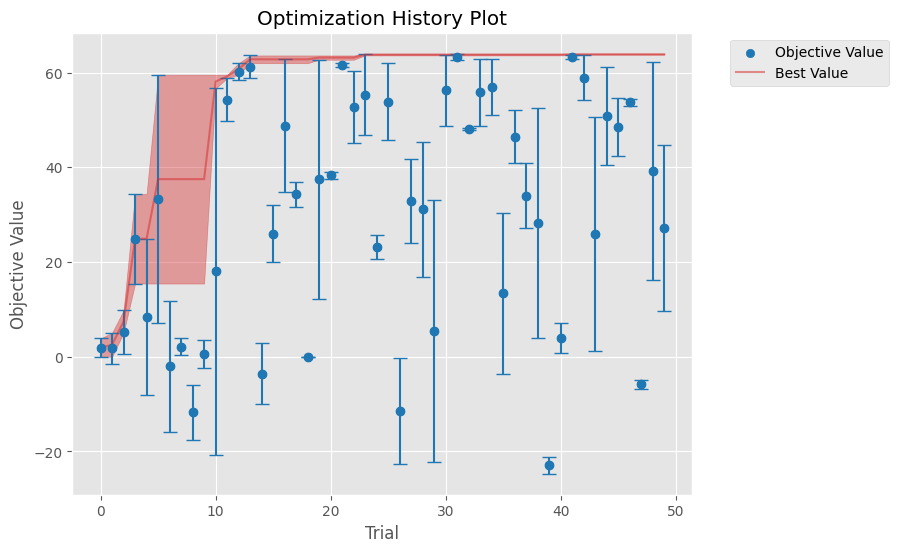 Optimization History Plot
Objective Value
Best Value
Objective Value
60
40
20
0
−20
0 10 20 30 40 50
Trial